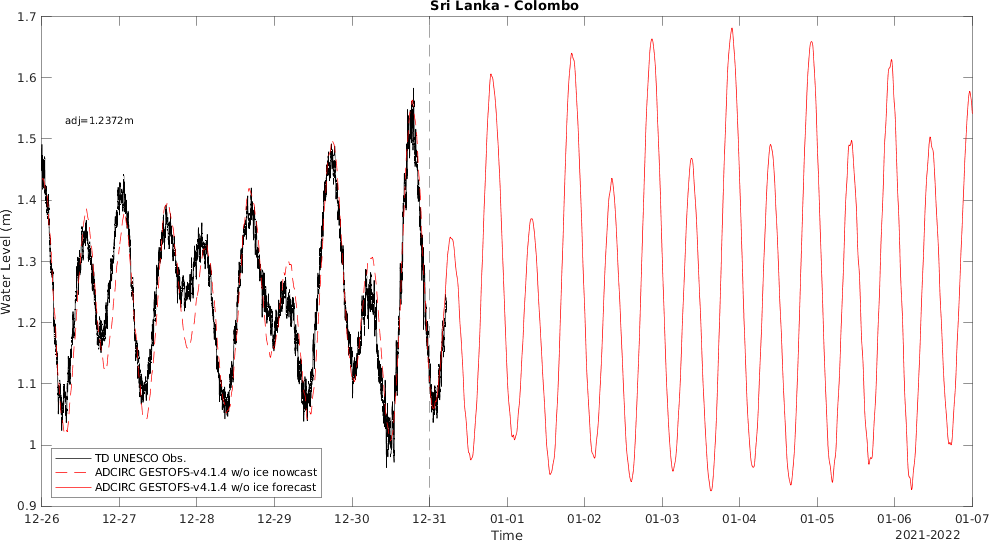 Sri Lanka - Colombo
1.7
1.6
1.5
1.4
1.3
1.2
1.1
1
0.9
Water Level (m)
adj=1.2372m
TD UNESCO Obs.
ADCIRC GESTOFS-v4.1.4 w/o ice nowcast
ADCIRC GESTOFS-v4.1.4 w/o ice forecast
12-26 12-27 12-28 12-29 12-30 12-31 01-01 01-02 01-03 01-04 01-05 01-06 01-07
Time
2021-2022